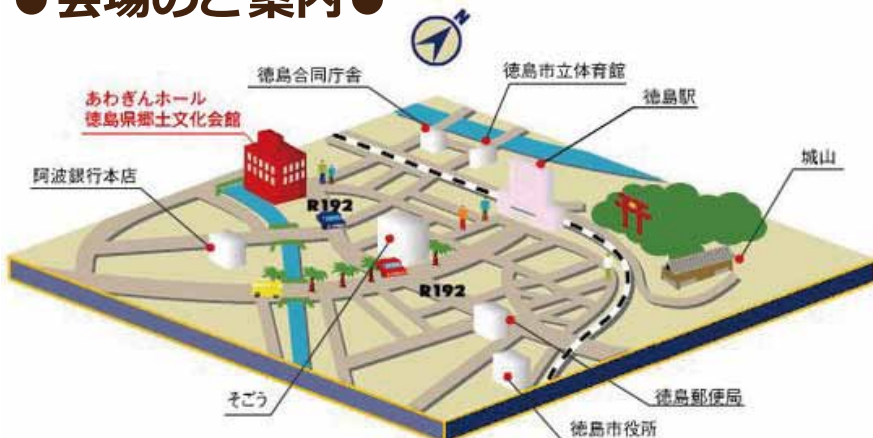 ●会場のご案内●
N
徳島合同庁舎
徳島市立体育館
徳島駅
あわぎんホール
徳島県郷土文化会館
城山
阿波銀行本店
R192
R192
そごう
徳島郵便局
徳島市役所